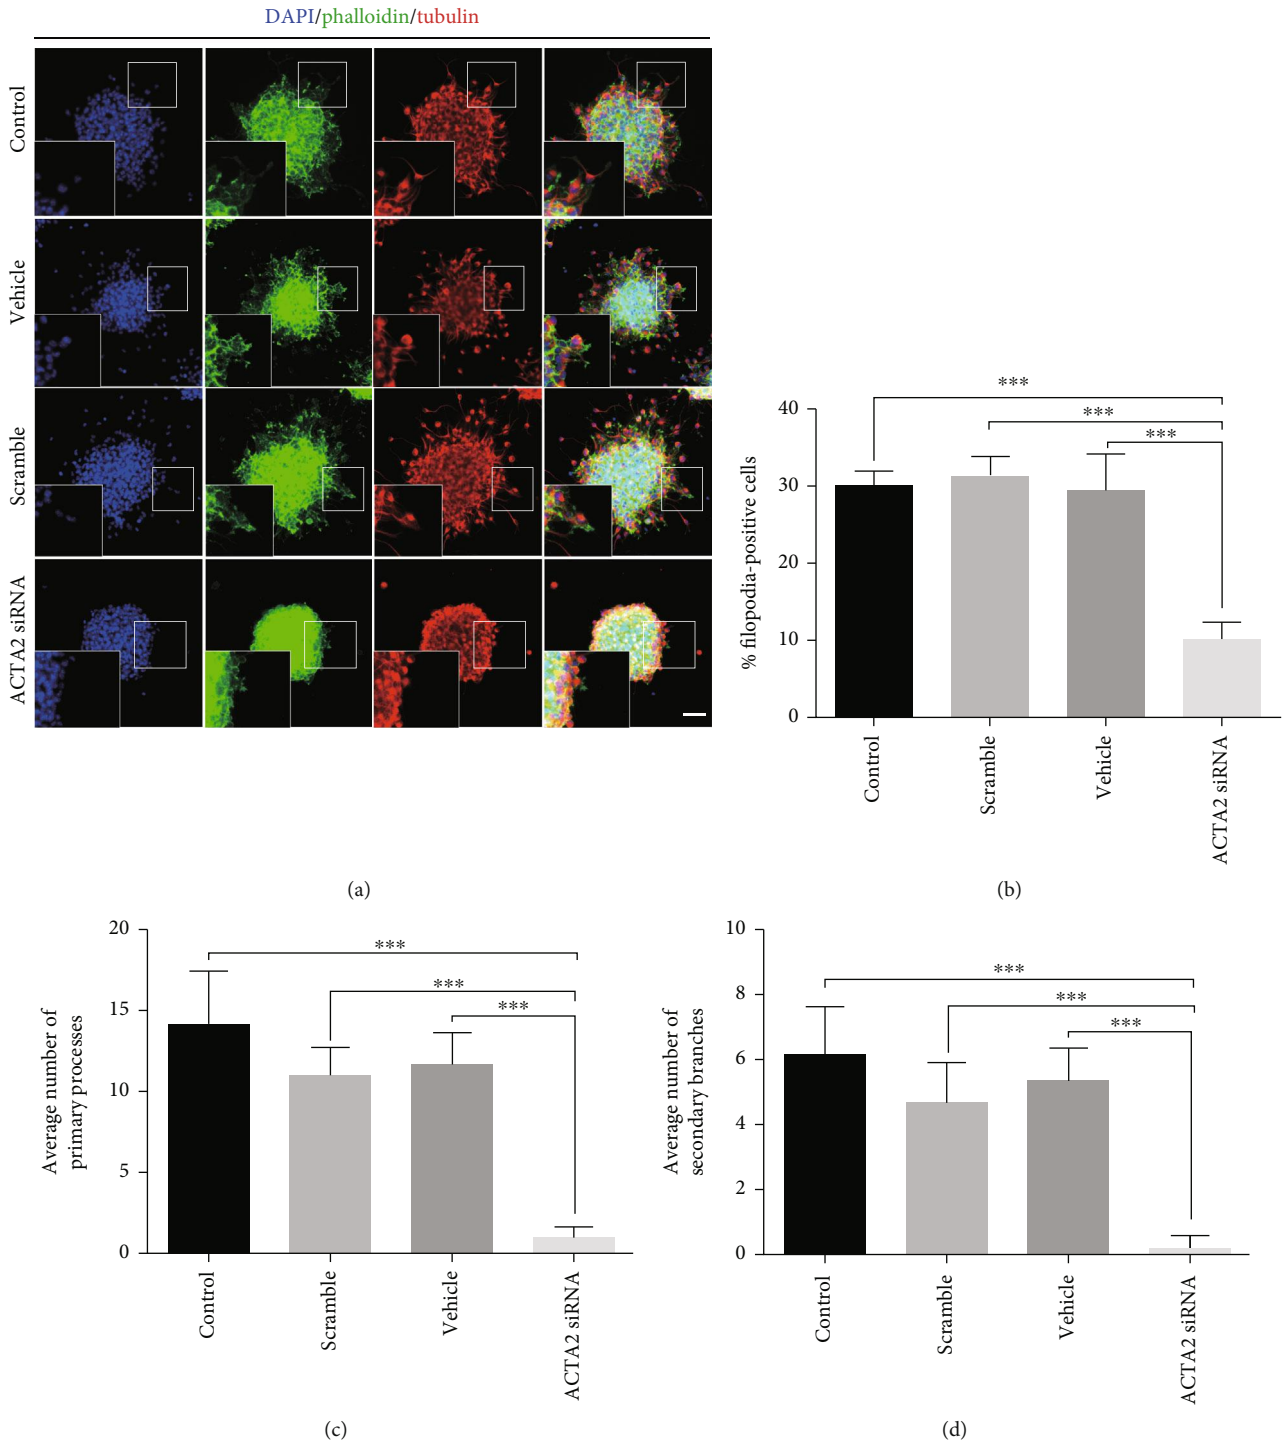 DAPI/phalloidin/tubulin
Control
Vehicle
Scramble
ACTA2 siRNA
(a)
***
***
***
40
30
20
10
0
% filopodia-positive cells
Control
Scramble
Vehicle
ACTA2 siRNA
(b)
20
15
10
5
0
Average number of
primary processes
***
***
***
Control
Scramble
Vehicle
ACTA2 siRNA
(c)
10
8
6
4
2
0
Average number of
secondary branches
***
***
***
Control
Scramble
Vehicle
ACTA2 siRNA
(d)